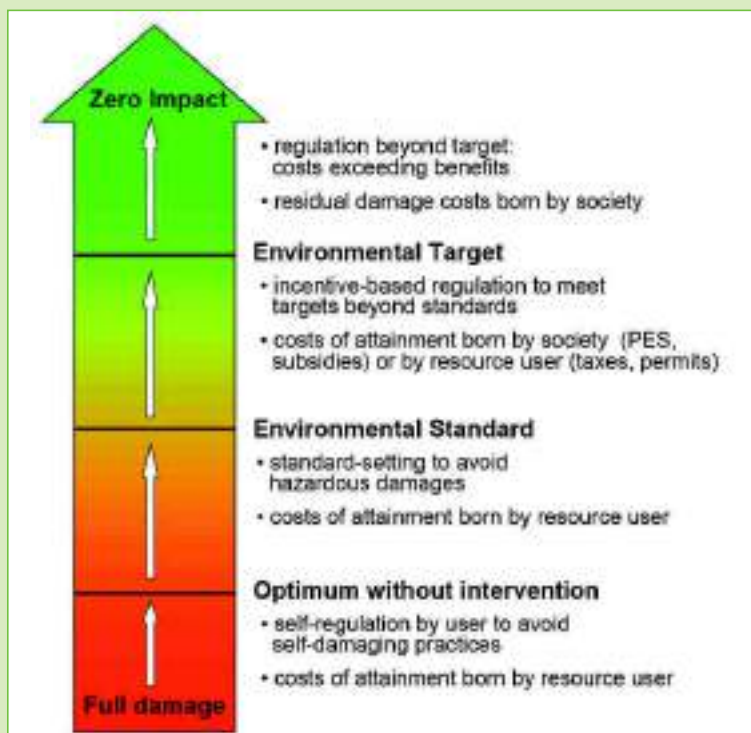 Zero Impact
• regulation beyond target:
costs exceeding benefits
• residual damage costs born by society
Environmental Target
• incentive-based regulation to meet
targets beyond standards
• costs of attainment born by society (PES,
subsidies) or by resource user (taxes, permits)
Environmental Standard
• standard-setting to avoid
hazardous damages
• costs of attainment born by resource user
Optimum without intervention
• self-regulation by user to avoid
self-damaging practices
• costs of attainment born by resource user
Full damage